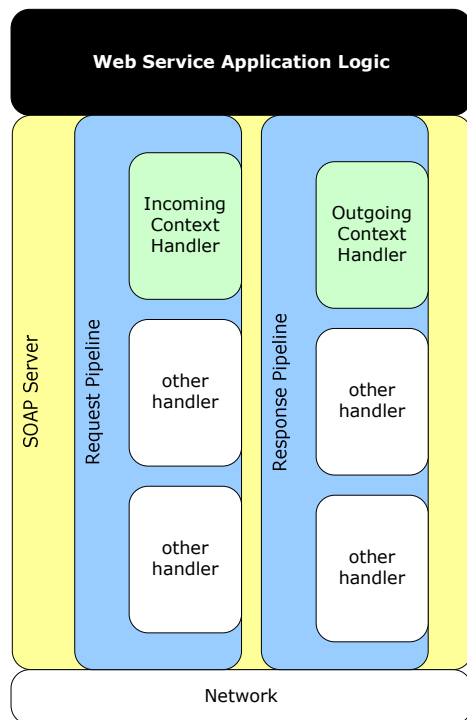 Web Service Application Logic
SOAP Server
Request Pipeline
Incoming
Context
Handler
other
handler
other
handler
Response Pipeline
Outgoing
Context
Handler
other
handler
other
handler
Network